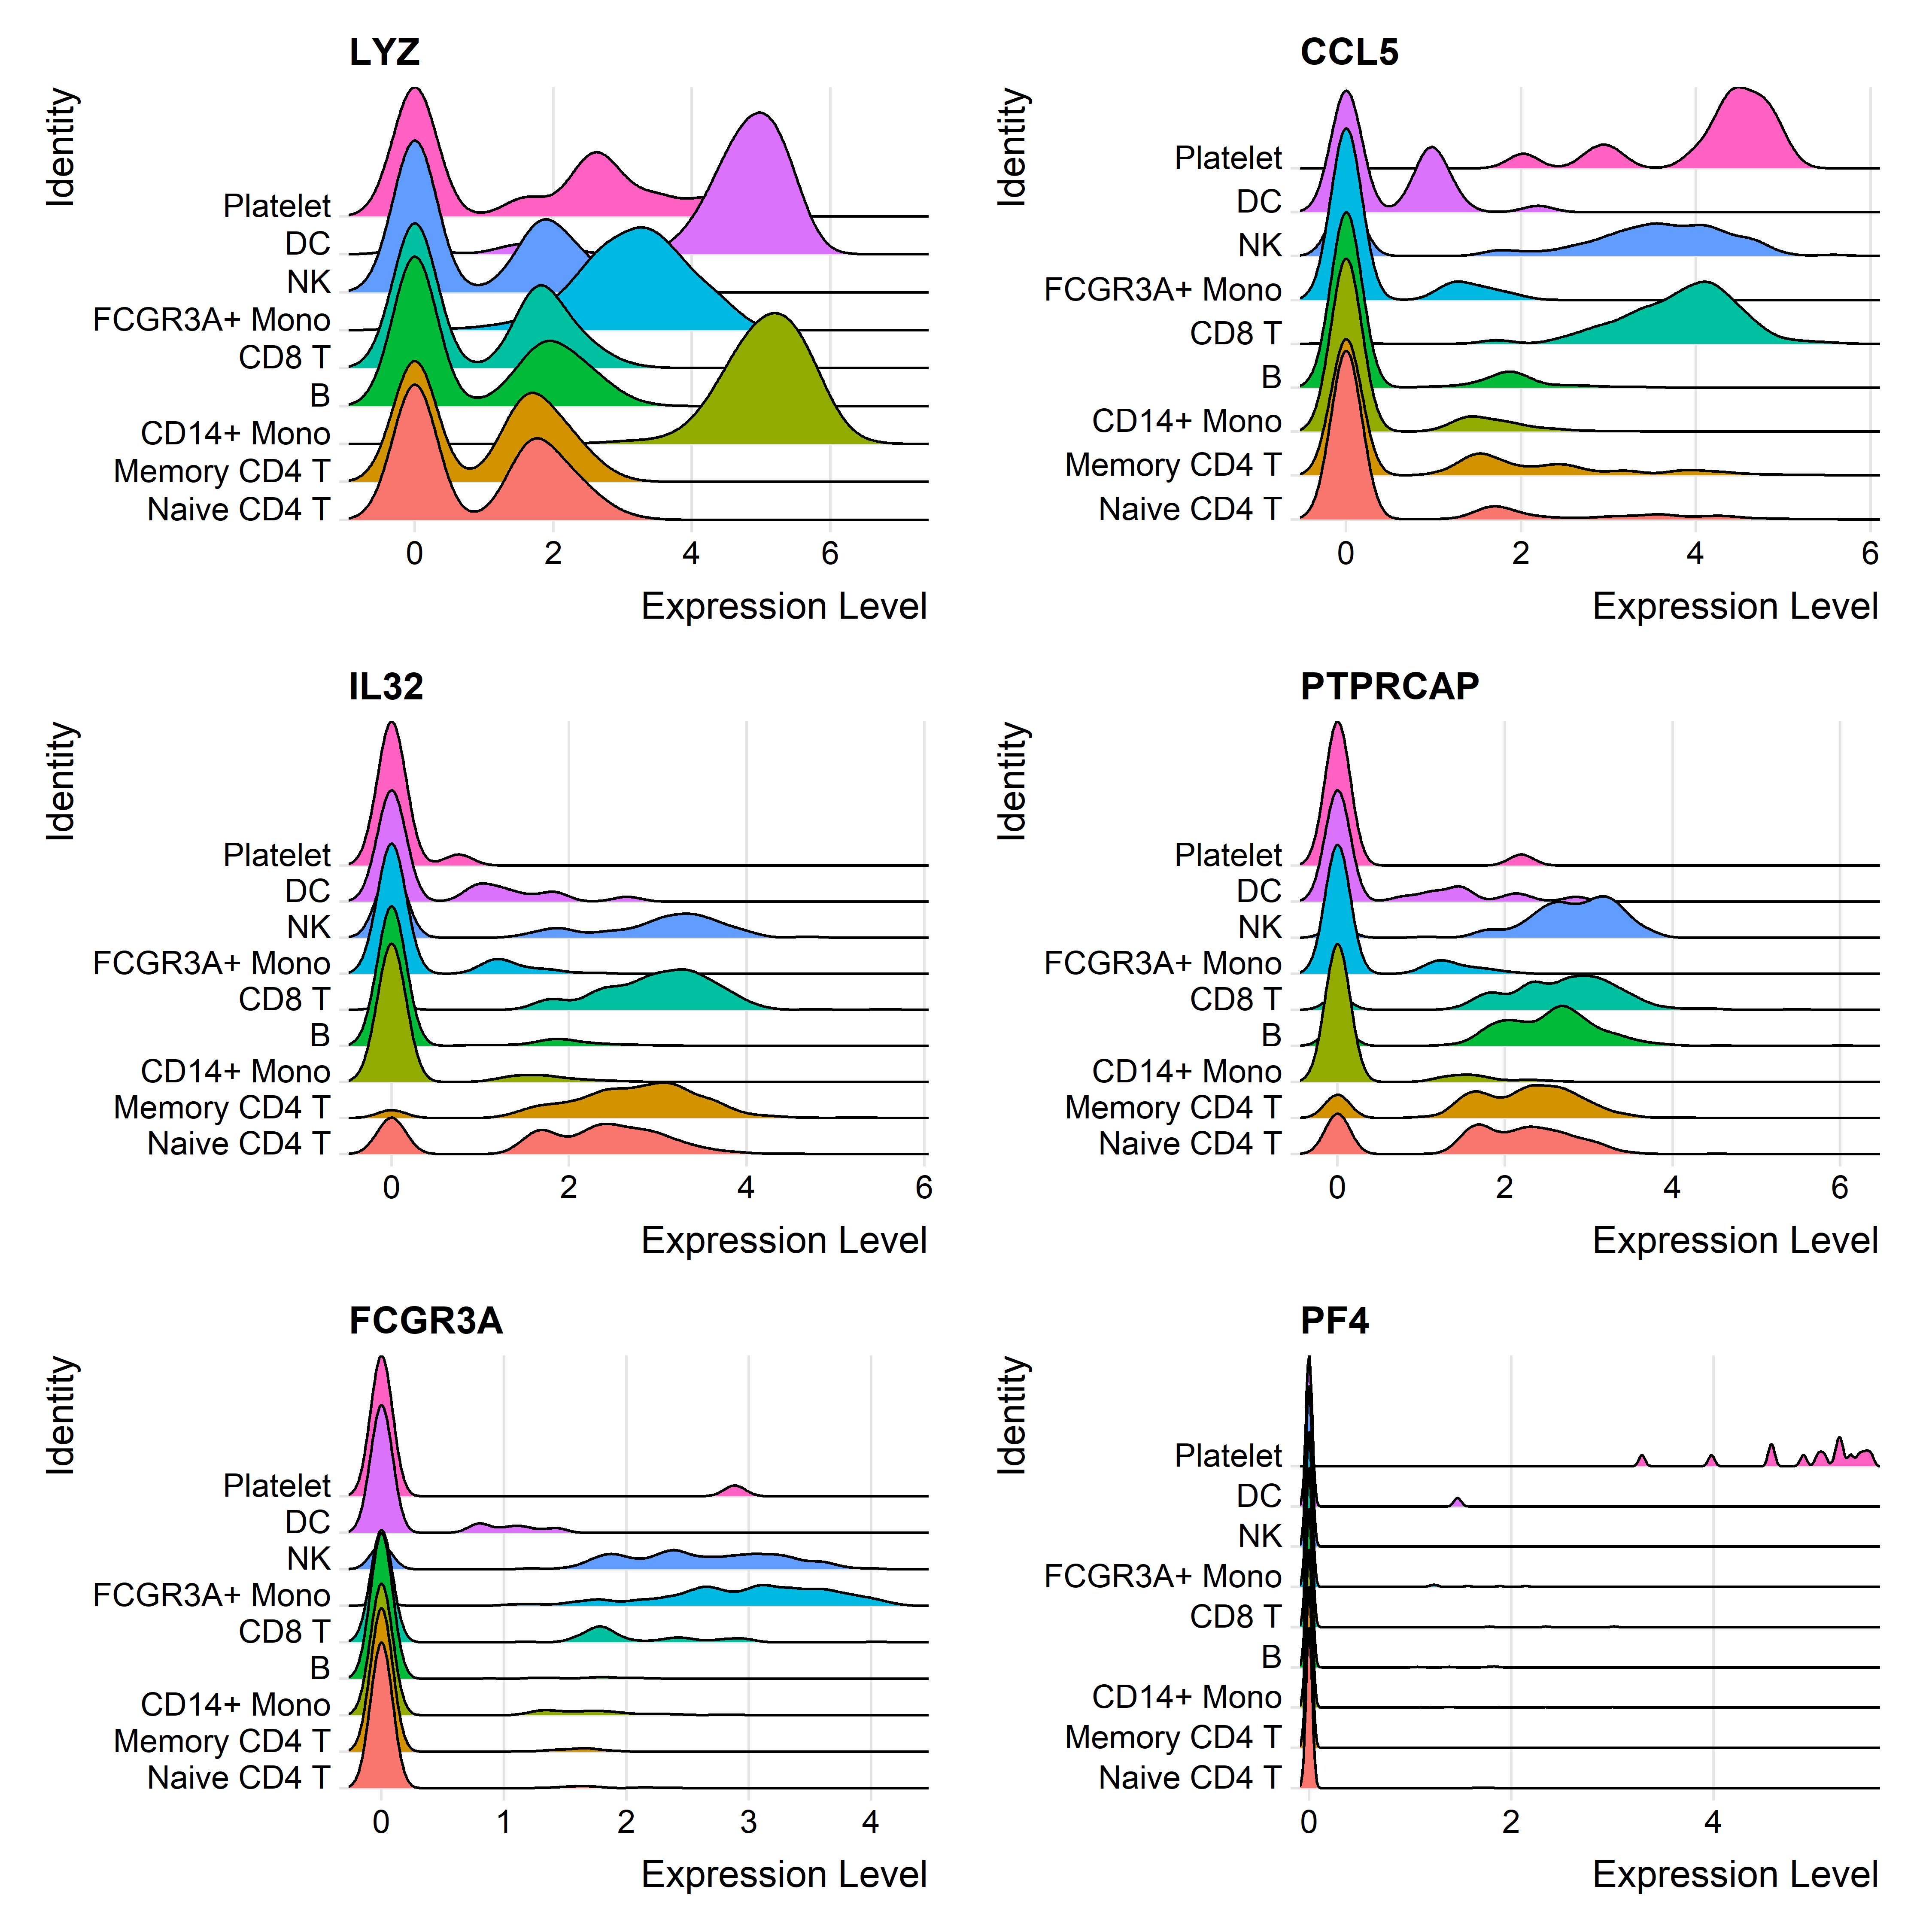 LYZ
Identity
Platelet
DC
NK
FCGR3A+ Mono
CD8 T
B
CD14+ Mono
Memory CD4 T
Naive CD4 T
0 2 4 6
Expression Level
CCL5
Identity
Platelet
DC
NK
FCGR3A+ Mono
CD8 T
B
CD14+ Mono
Memory CD4 T
Naive CD4 T
0 2 4 6
Expression Level
IL32
Identity
Platelet
DC
NK
FCGR3A+ Mono
CD8 T
B
CD14+ Mono
Memory CD4 T
Naive CD4 T
0 2 4 6
Expression Level
PTPRCAP
Identity
Platelet
DC
NK
FCGR3A+ Mono
CD8 T
B
CD14+ Mono
Memory CD4 T
Naive CD4 T
0 2 4 6
Expression Level
FCGR3A
Identity
Platelet
DC
NK
FCGR3A+ Mono
CD8 T
B
CD14+ Mono
Memory CD4 T
Naive CD4 T
0 1 2 3 4
Expression Level
PF4
Identity
Platelet
DC
NK
FCGR3A+ Mono
CD8 T
B
CD14+ Mono
Memory CD4 T
Naive CD4 T
0 2 4
Expression Level